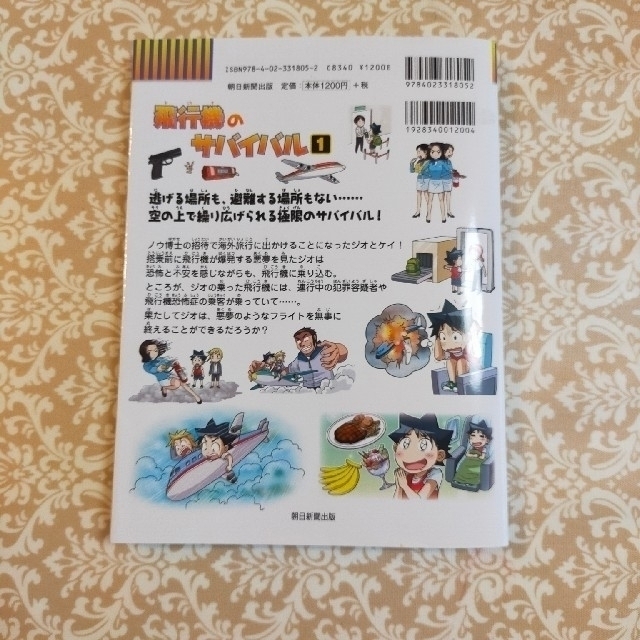 ISBN978-4-02-331805-2 C8340 ¥1200E
朝日新聞出版 定価 本体1200円 +税
9784023318052
1928340012004
飛行機の
サバイバル 1
逃げる場所も、避難する場所もない……
空の上で繰り広げられる極限のサバイバル!
ノウ博士の招待で海外旅行に出かけることになったジオとケイ!
搭乗前に飛行機が爆発する悪夢を見たジオは
恐怖と不安を感じながらも、飛行機に乗り込む。
ところが、ジオの乗った飛行機には、連行中の犯罪容疑者や
飛行機恐怖症の乗客が乗っていて……。
果たしてジオは、悪夢のようなフライトを無事に
終えることができるだろうか?
朝日新聞出版